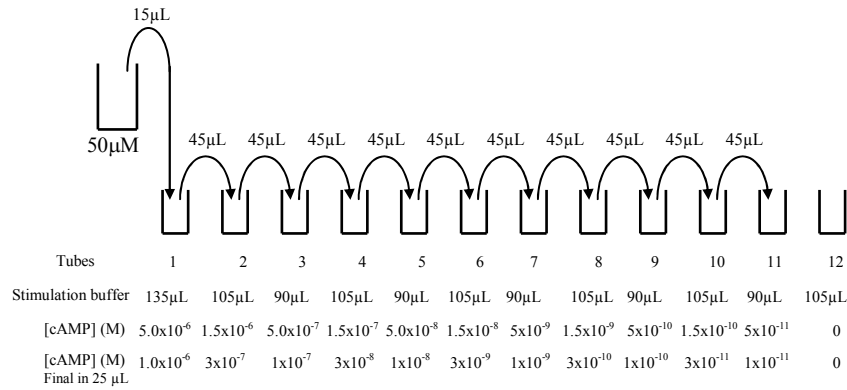 15µL
50µM
45µL 45µL 45µL 45µL 45µL 45µL 45µL 45µL 45µL 45µL
Tubes 1 2 3 4 5 6 7 8 9 10 11 12
Stimulation buffer 135µL 105µL 90µL 105µL 90µL 105µL 90µL 105µL 90µL 105µL 90µL 105µL
[cAMP] (M) 5.0x10⁻⁶ 1.5x10⁻⁶ 5.0x10⁻⁷ 1.5x10⁻⁷ 5.0x10⁻⁸ 1.5x10⁻⁸ 5x10⁻⁹ 1.5x10⁻⁹ 5x10⁻¹⁰ 1.5x10⁻¹⁰ 5x10⁻¹¹ 0
[cAMP] (M) 1.0x10⁻⁶ 3x10⁻⁷ 1x10⁻⁷ 3x10⁻⁸ 1x10⁻⁸ 3x10⁻⁹ 1x10⁻⁹ 3x10⁻¹⁰ 1x10⁻¹⁰ 3x10⁻¹¹ 1x10⁻¹¹ 0
Final in 25 µL